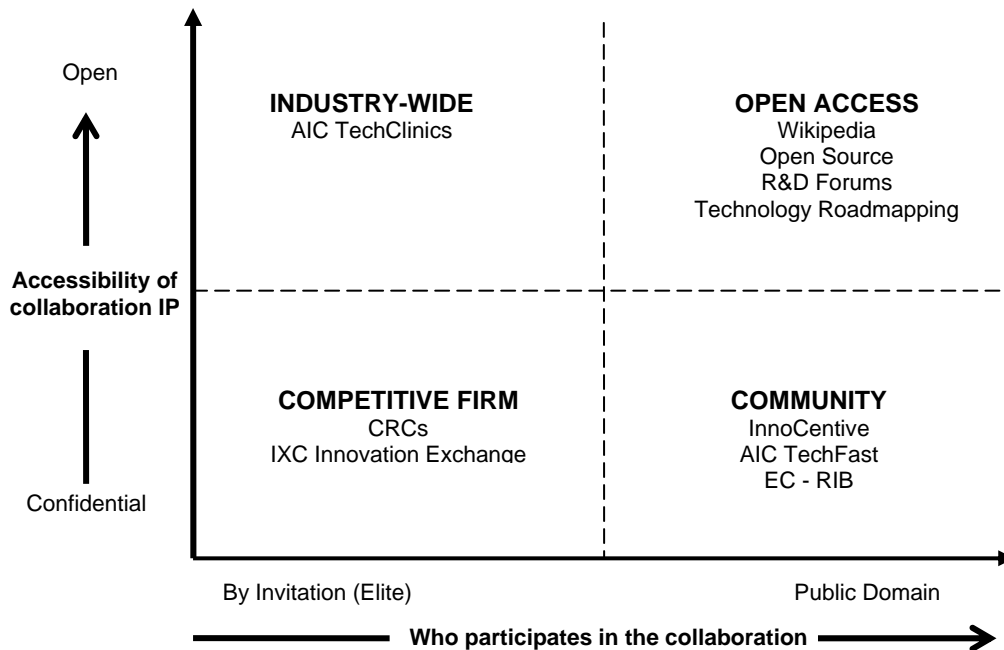 Open
INDUSTRY-WIDE
AIC TechClinics
OPEN ACCESS
Wikipedia
Open Source
R&D Forums
Technology Roadmapping
Accessibility of
collaboration IP
COMPETITIVE FIRM
CRCs
IXC Innovation Exchange
COMMUNITY
InnoCentive
AIC TechFast
EC - RIB
Confidential
By Invitation (Elite)
Public Domain
Who participates in the collaboration